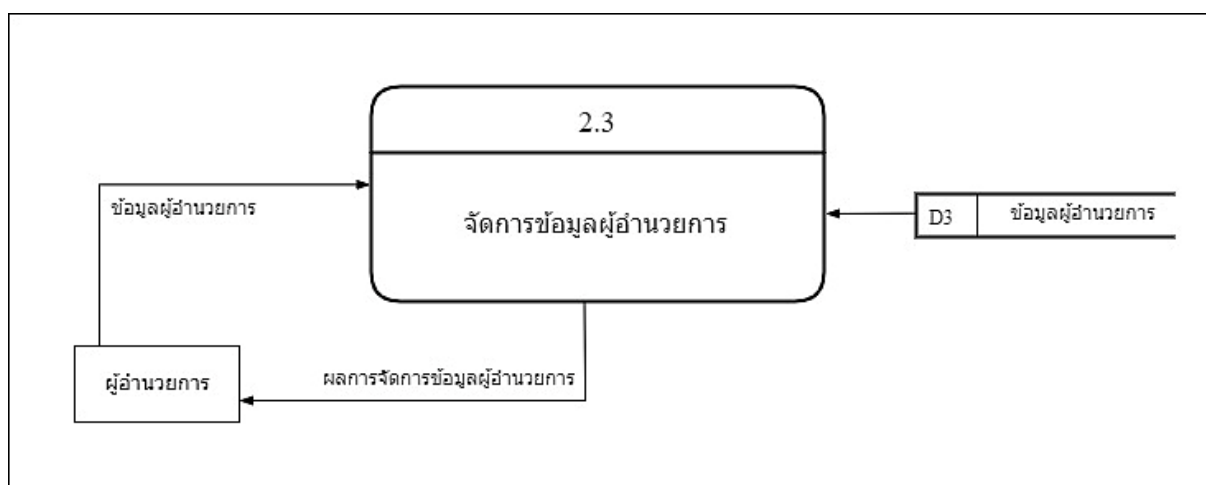 2.3
ข้อมูลผู้อำนวยการ
จัดการข้อมูลผู้อำนวยการ
D3 ข้อมูลผู้อำนวยการ
ผู้อำนวยการ
ผลการจัดการข้อมูลผู้อำนวยการ